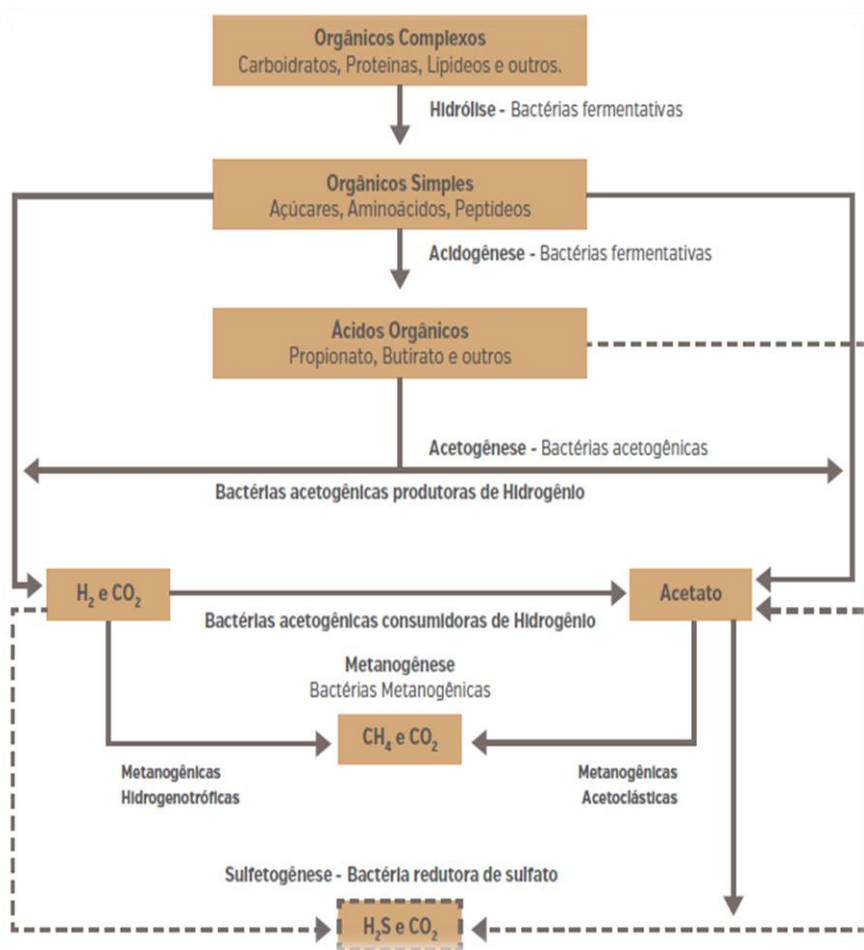 Orgânicos Complexos
Carboidratos, Proteínas, Lípideos e outros.
Hidrólise - Bactérias fermentativas
Orgânicos Simples
Açúcares, Aminoácidos, Peptídeos
Acidogênese - Bactérias fermentativas
Ácidos Orgânicos
Propionato, Butirato e outros
Acetogênese - Bactérias acetogênicas
Bactérias acetogênicas produtoras de Hidrogênio
H₂ e CO₂
Acetato
Bactérias acetogênicas consumidoras de Hidrogênio
Metanogênese
Bactérias Metanogênicas
CH₄ e CO₂
Metanogênicas
Hidrogenotróficas
Metanogênicas
Acetoclásticas
Sulfetogênese - Bactéria redutora de sulfato
H₂S e CO₂